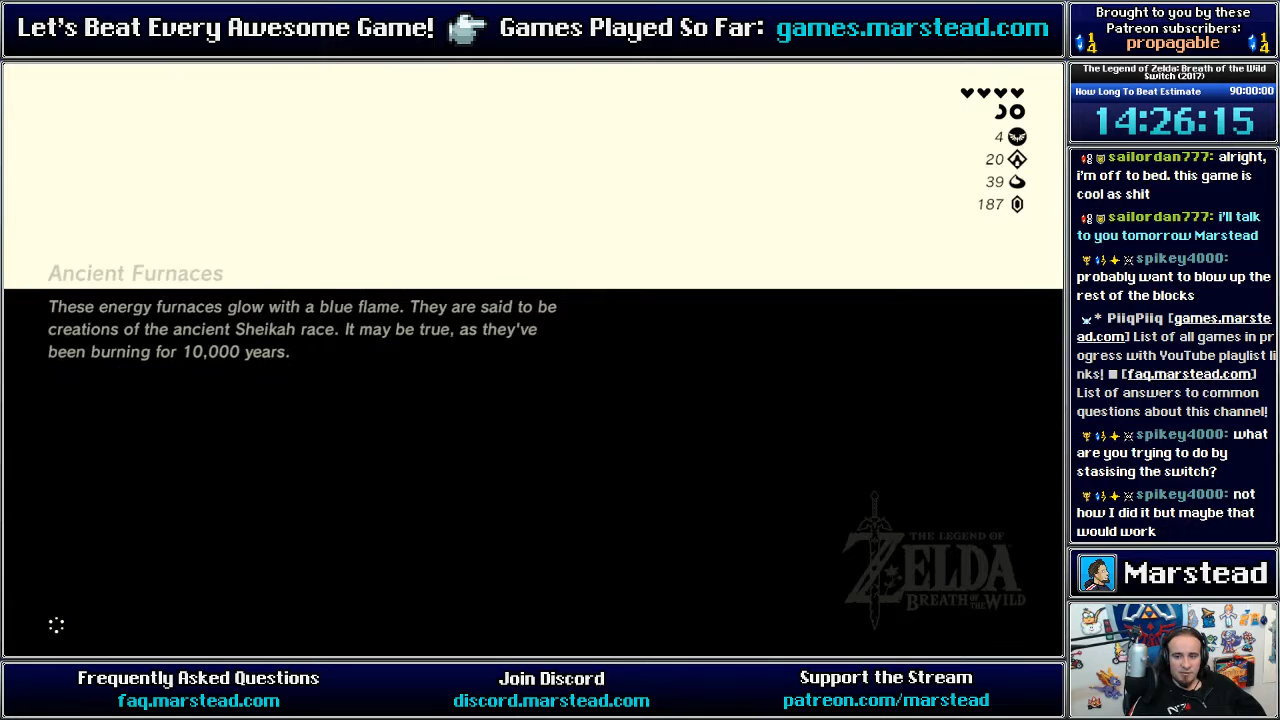 Let's Beat Every Awesome Game!
Games Played So Far: games.marstead.com
Brought to you by these
Patreon subscribers:
propagable
1/4
1/4
The Legend of Zelda: Breath of the Wild
Switch (2017)
How Long To Beat Estimate 90:00:00
14:26:15
4
20
39
187
Ancient Furnaces
These energy furnaces glow with a blue flame. They are said to be
creations of the ancient Sheikah race. It may be true, as they've
been burning for 10,000 years.
THE LEGEND OF
ZELDA
BREATH OF THE WILD
sailordan777: alright,
i'm off to bed. this game is
cool as shit
sailordan777: i'll talk
to you tomorrow Marstead
spikey4000:
probably want to blow up the
rest of the blocks
* PliqPliq [games.marste
ad.com] List of all games in pr
ogress with YouTube playlist li
nks! ■ [faq.marstead.com]
List of answers to common
questions about this channel!
spikey4000: what
are you trying to do by
stasising the switch?
spikey4000: not
how I did it but maybe that
would work
Marstead
Frequently Asked Questions
faq.marstead.com
Join Discord
discord.marstead.com
Support the Stream
patreon.com/marstead